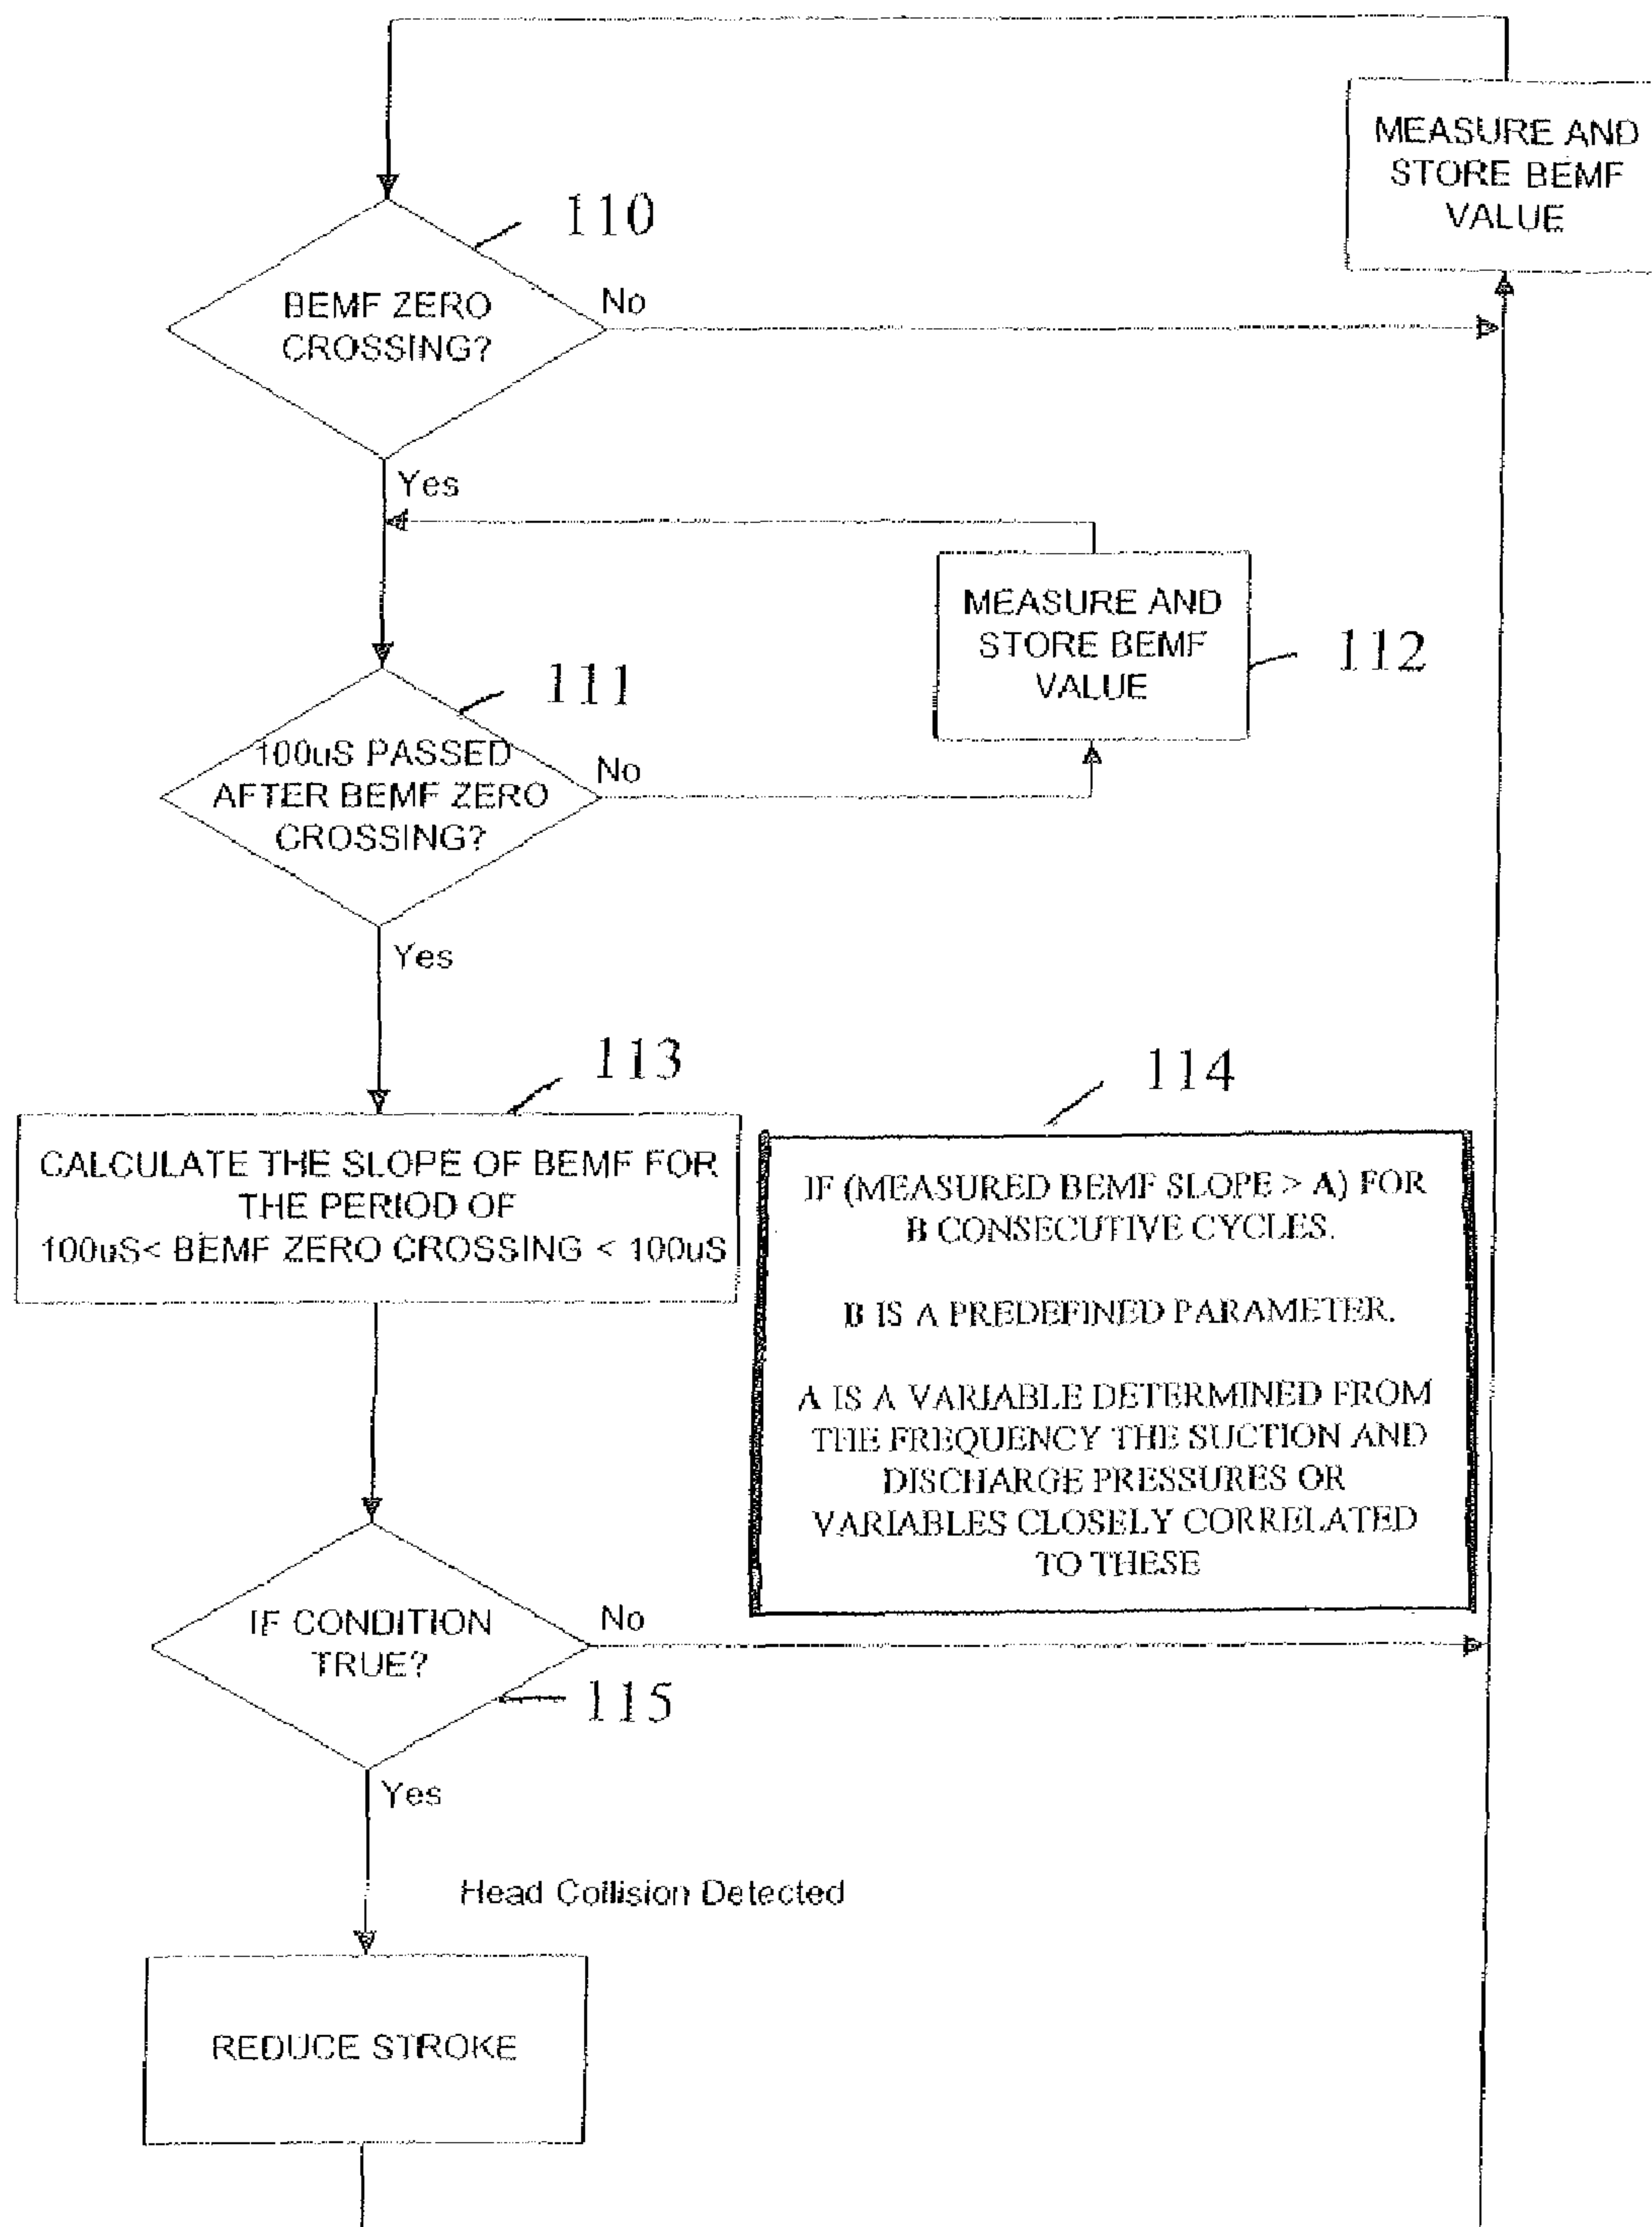 MEASURE AND
STORE BEMF
VALUE
110
BEMF ZERO
CROSSING?
No
Yes
MEASURE AND
STORE BEMF
VALUE
112
111
100uS PASSED
AFTER BEMF ZERO
CROSSING?
No
Yes
113
CALCULATE THE SLOPE OF BEMF FOR
THE PERIOD OF
100uS< BEMF ZERO CROSSING < 100uS
114
IF (MEASURED BEMF SLOPE > A) FOR
B CONSECUTIVE CYCLES.
B IS A PREDEFINED PARAMETER.
A IS A VARIABLE DETERMINED FROM
THE FREQUENCY THE SUCTION AND
DISCHARGE PRESSURES OR
VARIABLES CLOSELY CORRELATED
TO THESE
IF CONDITION
TRUE?
No
115
Yes
Head Collision Detected
REDUCE STROKE